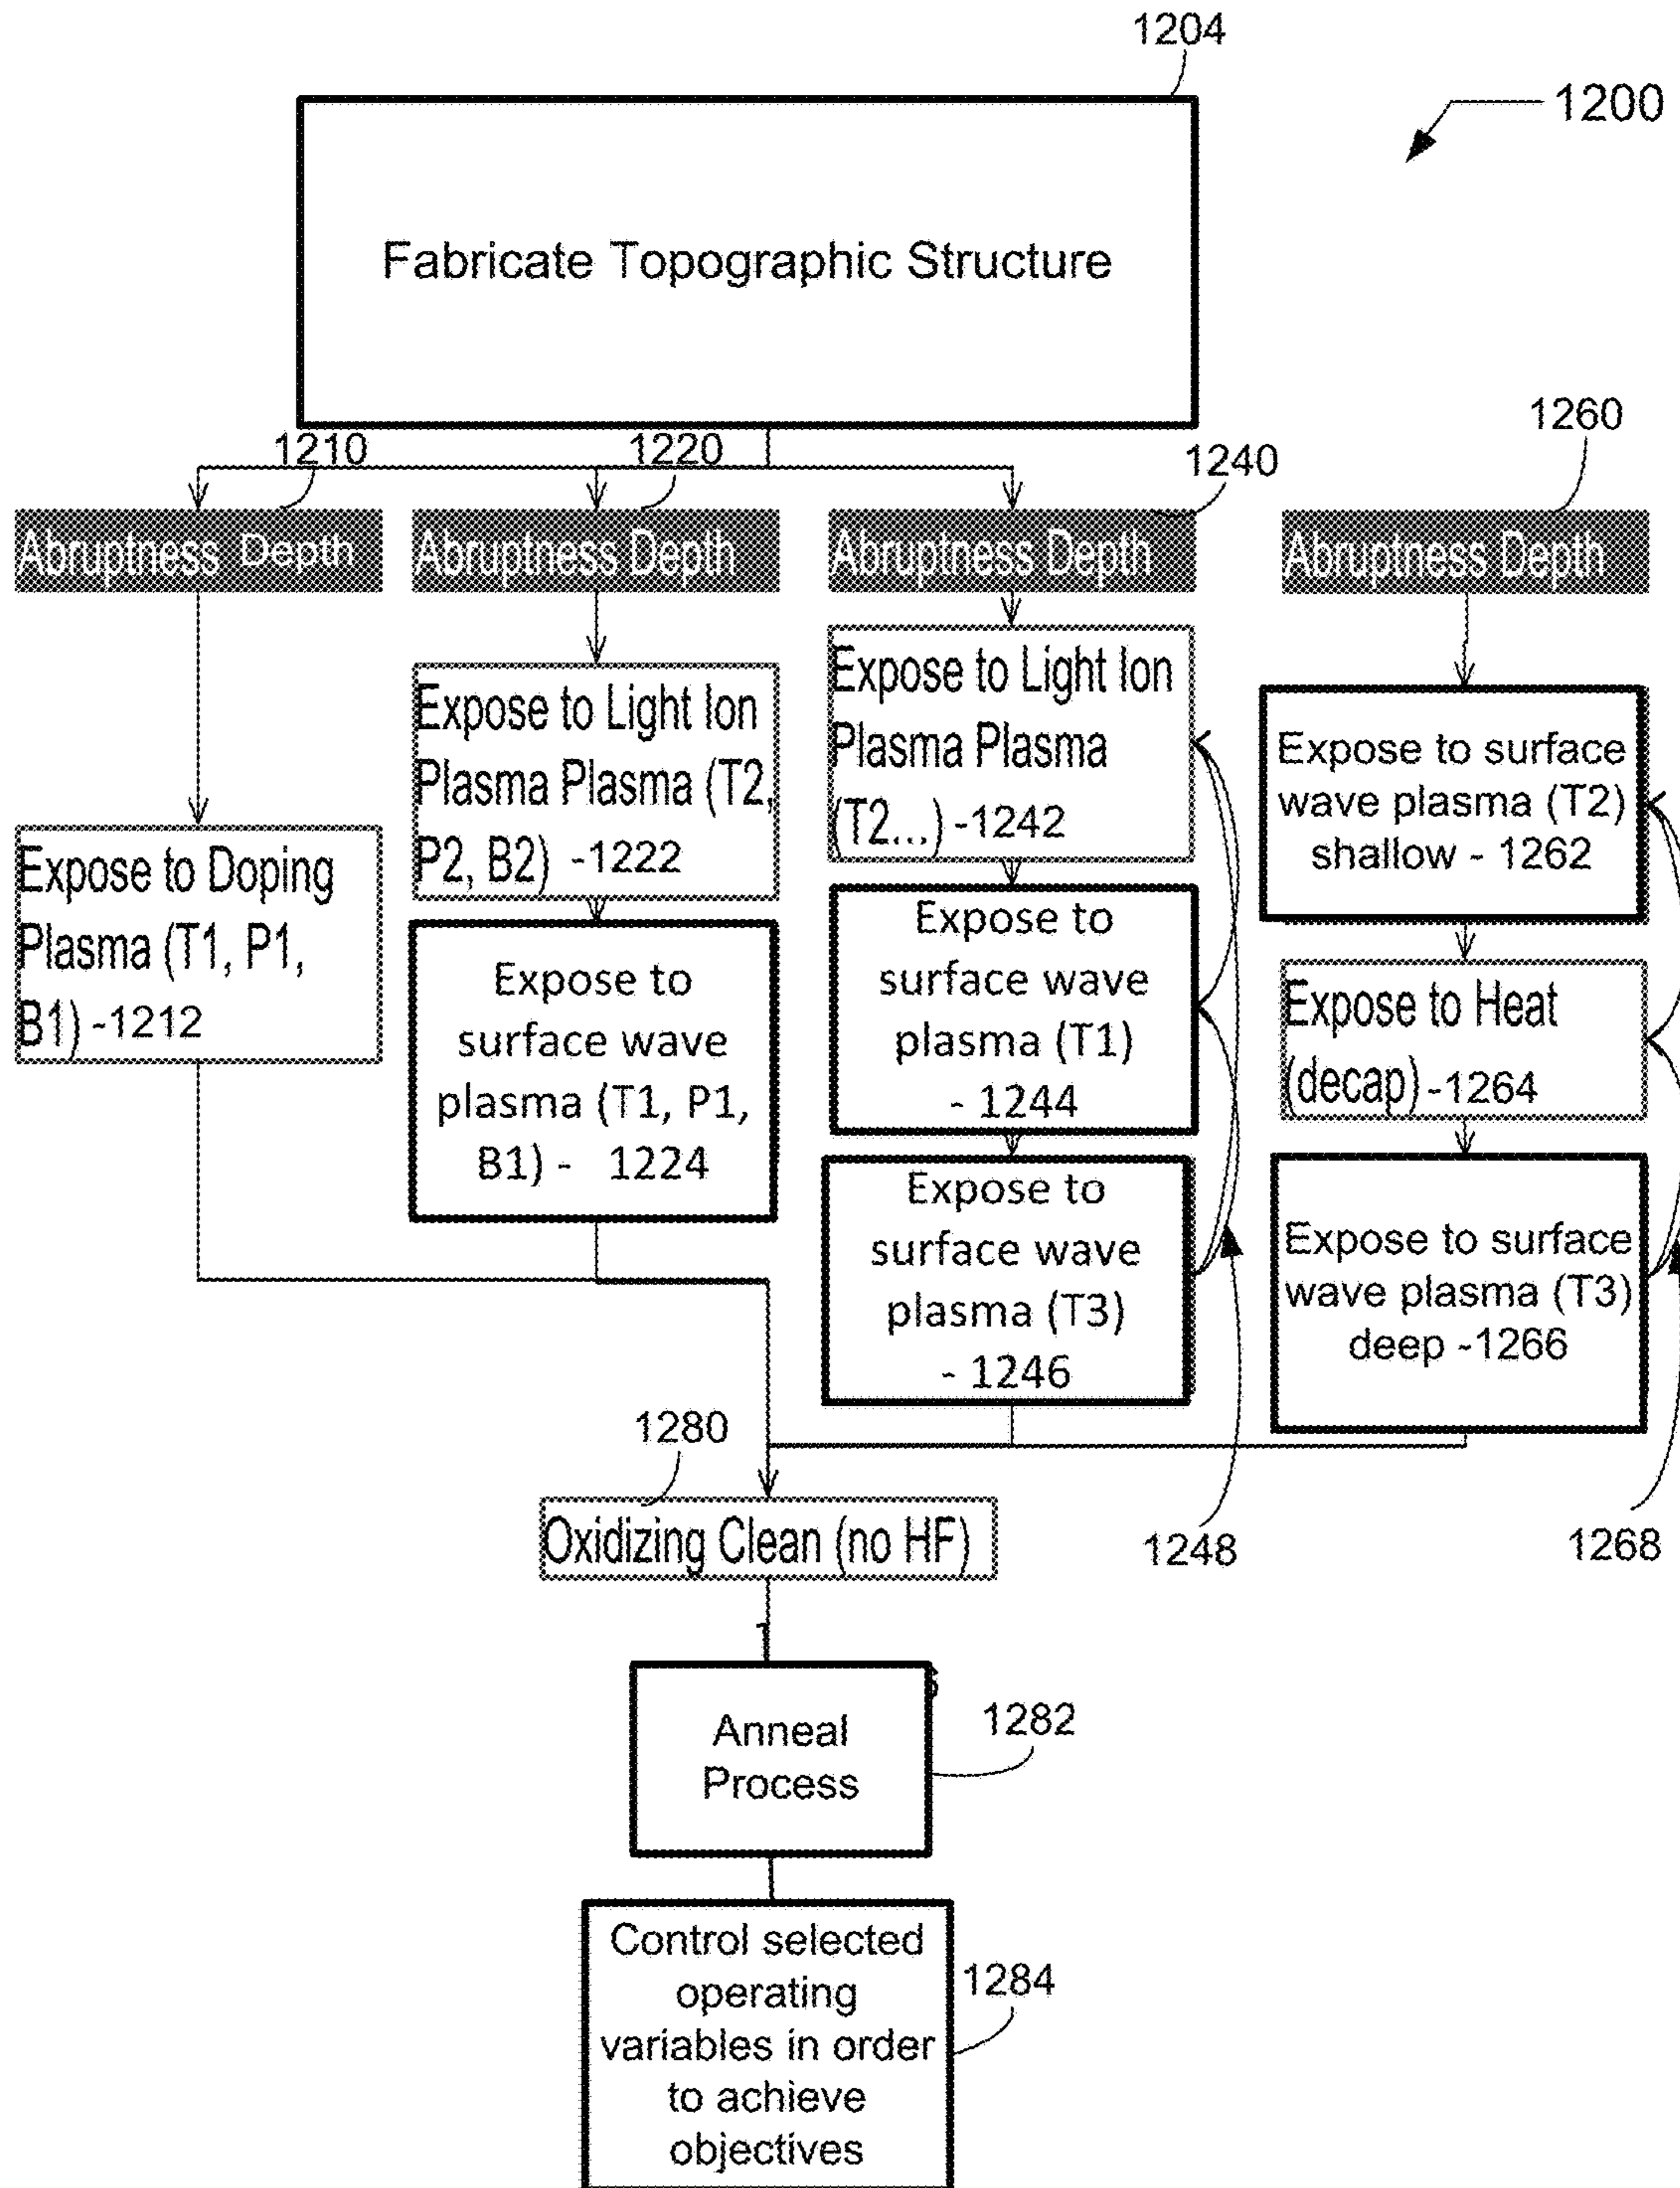 1204
1200
Fabricate Topographic Structure
1210
1220
1240
1260
Abruptness Depth
Abruptness Depth
Abruptness Depth
Abruptness Depth
Expose to Doping
Plasma (T1, P1,
B1) -1212
Expose to Light Ion
Plasma Plasma (T2,
P2, B2) -1222
Expose to
surface wave
plasma (T1, P1,
B1) - 1224
Expose to Light Ion
Plasma Plasma
(T2...) -1242
Expose to
surface wave
plasma (T1)
- 1244
Expose to
surface wave
plasma (T3)
- 1246
Expose to surface
wave plasma (T2)
shallow - 1262
Expose to Heat
(decap) -1264
Expose to surface
wave plasma (T3)
deep -1266
1248
1268
1280
Oxidizing Clean (no HF)
Anneal
Process
1282
Control selected
operating
variables in order
to achieve
objectives
1284